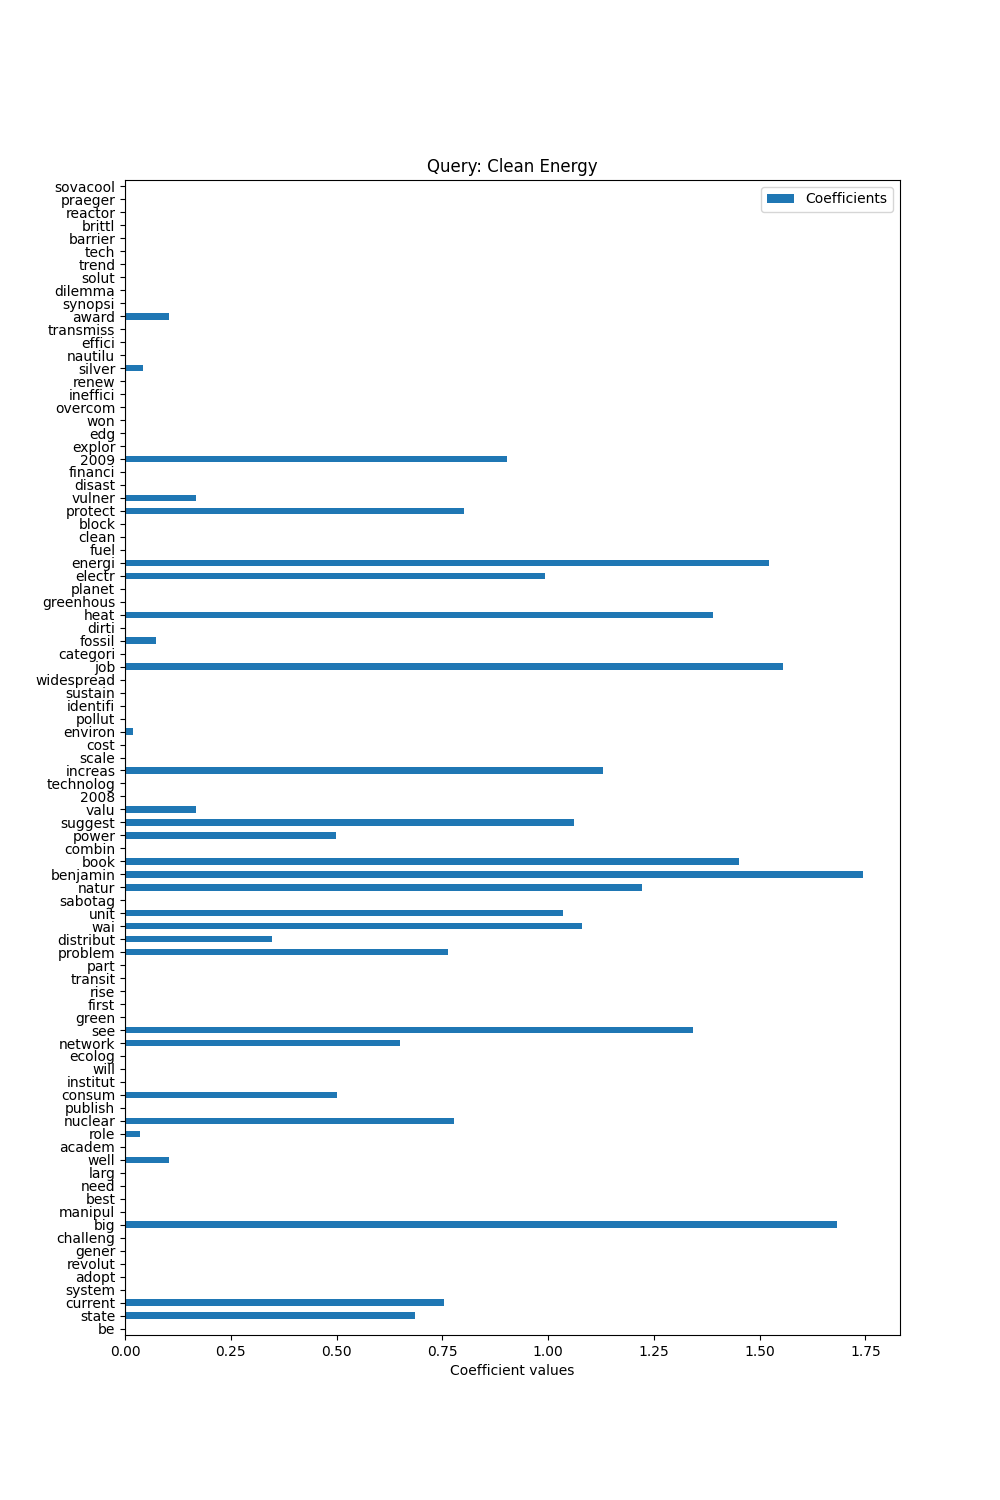 Query: Clean Energy
Coefficients
sovacool
praeger
reactor
brittl
barrier
tech
trend
solut
dilemma
synopsi
award
transmiss
effici
nautilu
silver
renew
ineffici
overcom
won
edg
explor
2009
financi
disast
vulner
protect
block
clean
fuel
energi
electr
planet
greenhous
heat
dirti
fossil
categori
job
widespread
sustain
identifi
pollut
environ
cost
scale
increas
technolog
2008
valu
suggest
power
combin
book
benjamin
natur
sabotag
unit
wai
distribut
problem
part
transit
rise
first
green
see
network
ecolog
will
institut
consum
publish
nuclear
role
academ
well
larg
need
best
manipul
big
challeng
gener
revolut
adopt
system
current
state
be
0.00 0.25 0.50 0.75 1.00 1.25 1.50 1.75
Coefficient values